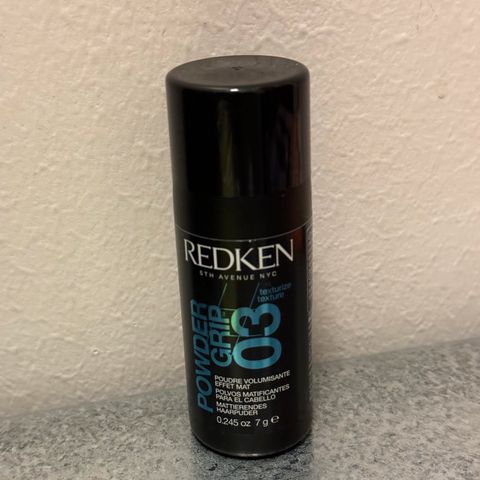 REDKEN
5TH AVENUE NYC
texturize
texture
POWDER
GRIP
03
POUDRE VOLUMISANTE
EFFET MAT
POLVOS MATIFICANTES
PARA EL CABELLO
MATTIERENDES
HAARPUDER
0.245 oz 7 g e